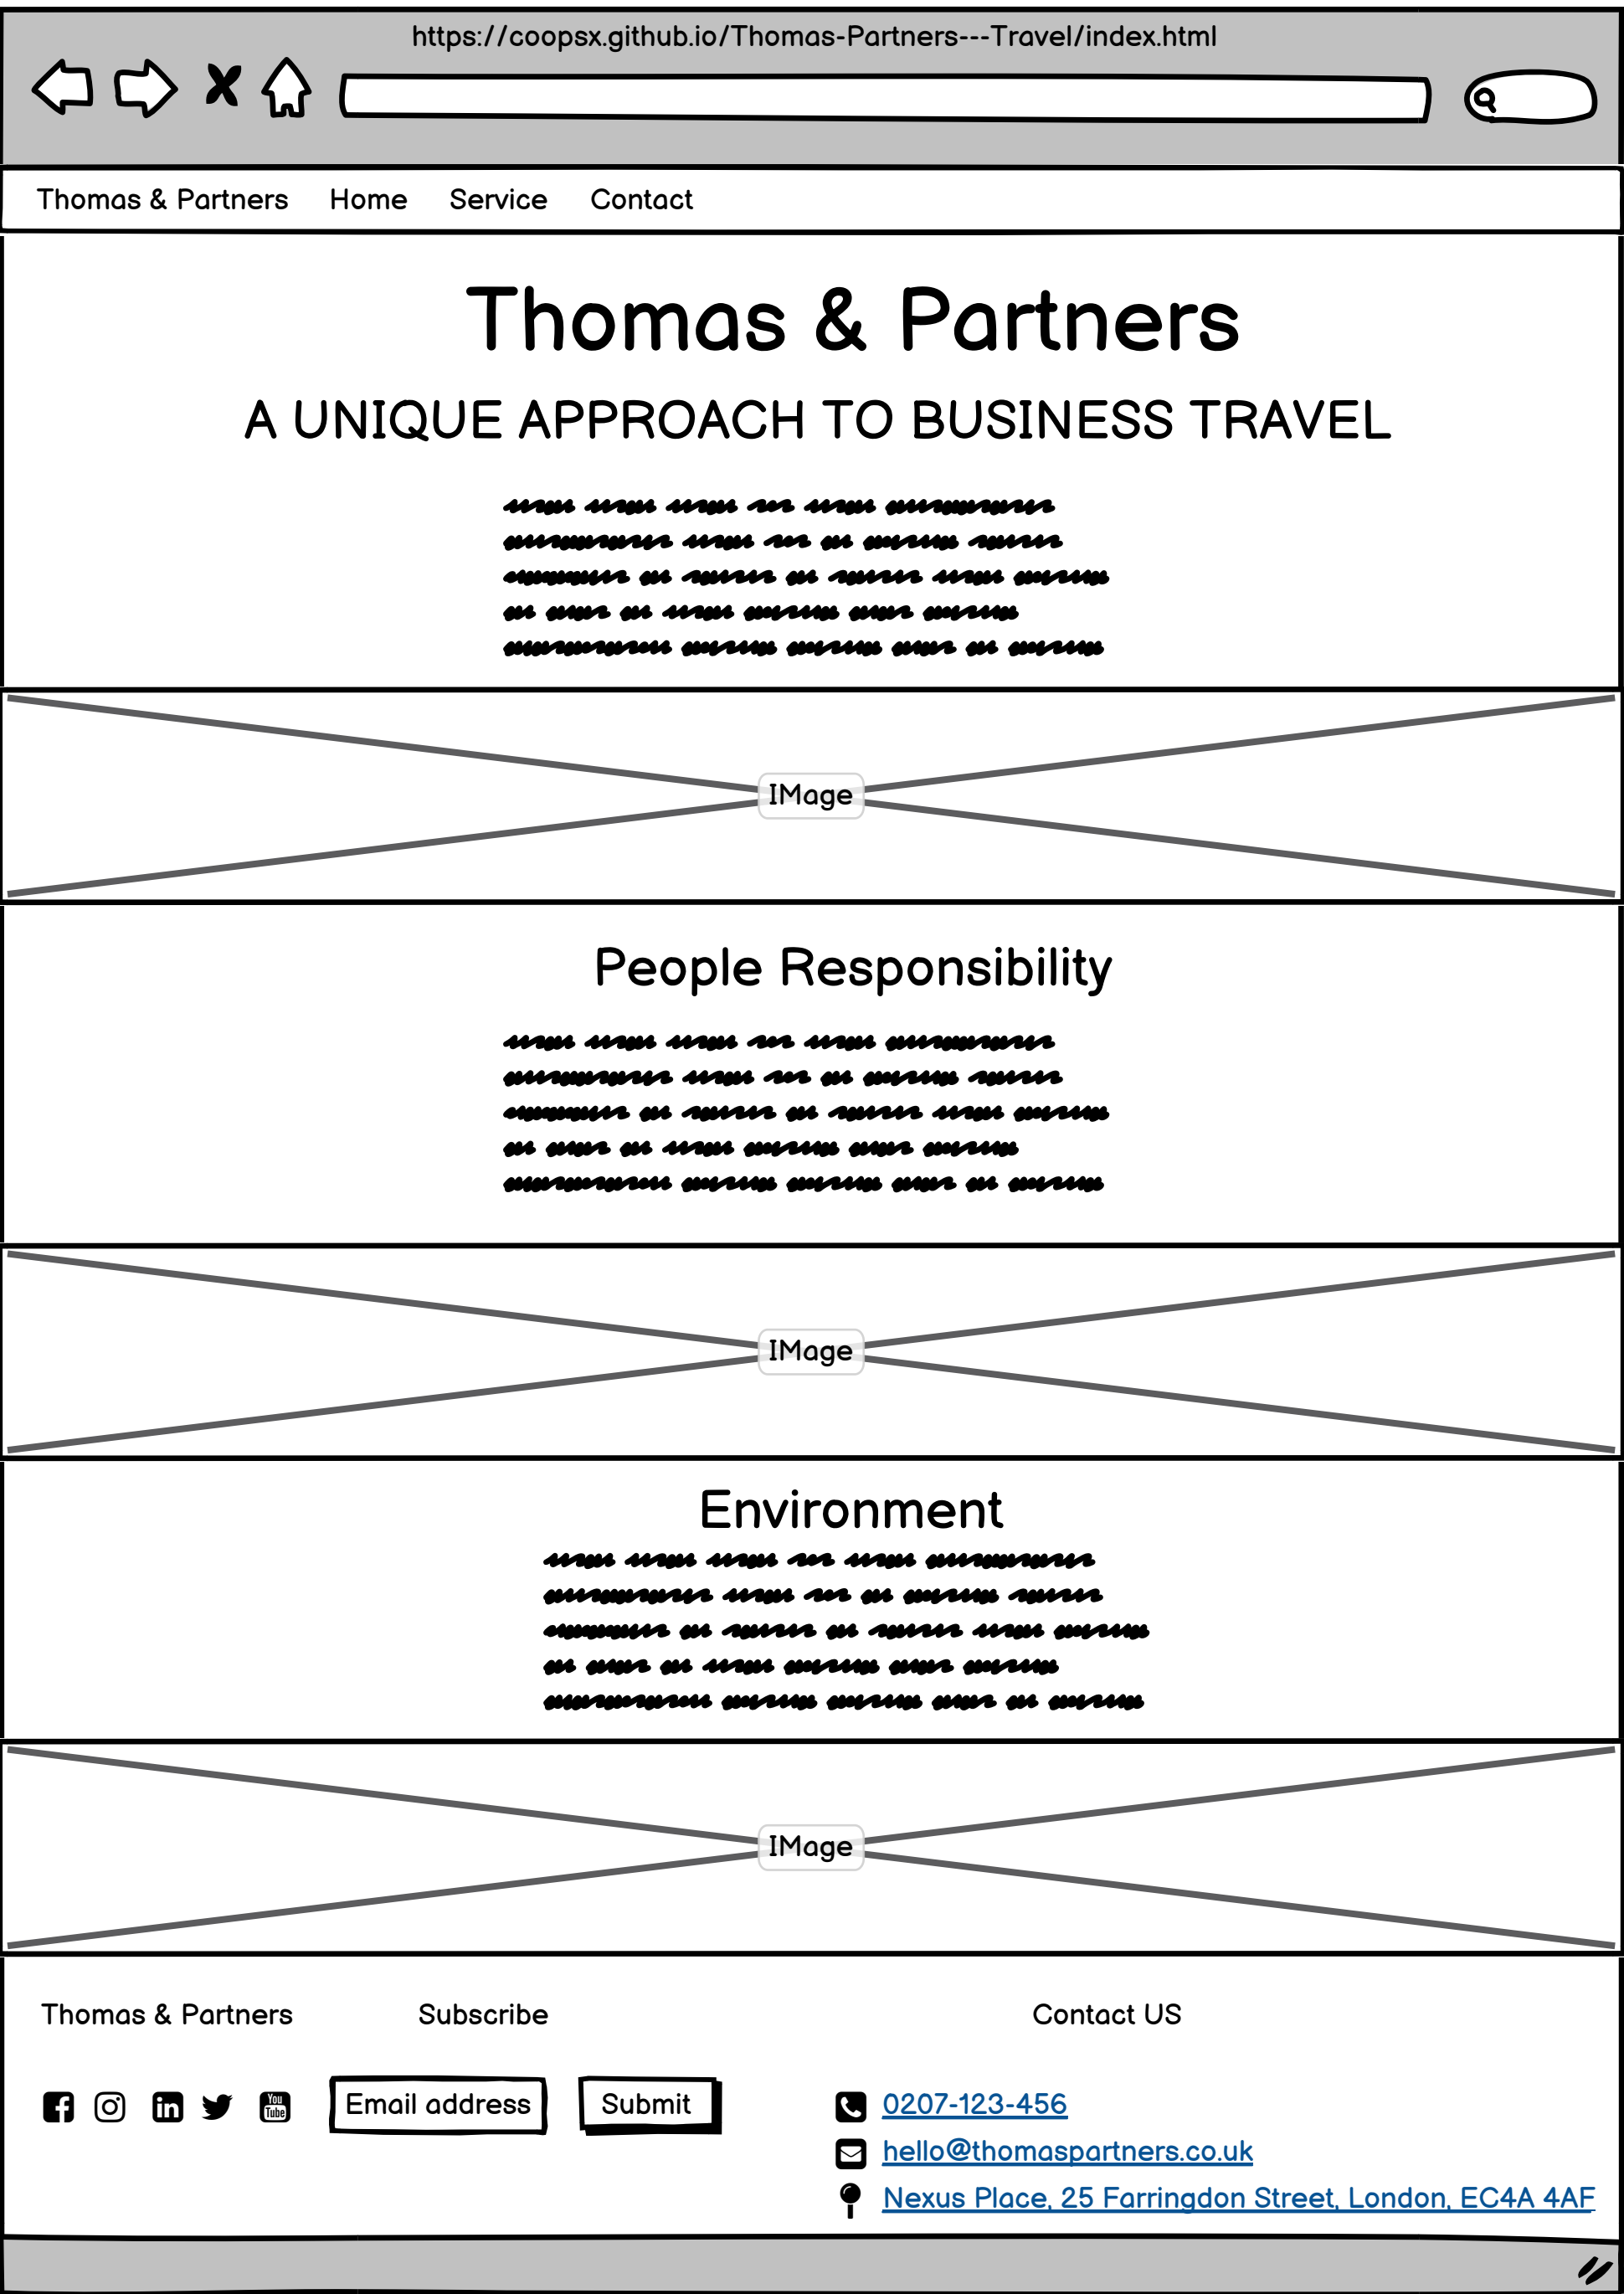 https://coopsx.github.io/Thomas-Partners---Travel/index.html
Thomas & Partners Home Service Contact
Thomas & Partners
A UNIQUE APPROACH TO BUSINESS TRAVEL
IMage
People Responsibility
IMage
Environment
IMage
Thomas & Partners Subscribe Contact US
Email address Submit 0207-123-456
hello@thomaspartners.co.uk
Nexus Place, 25 Farringdon Street, London, EC4A 4AF